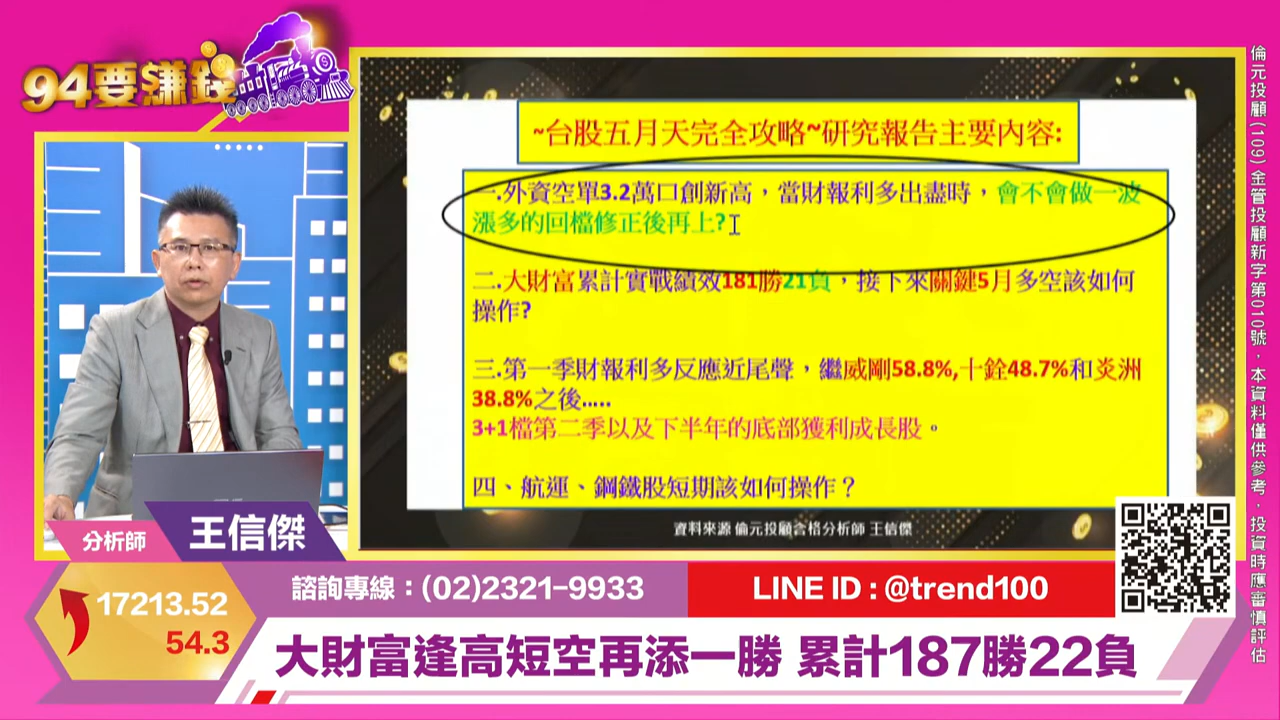 94要賺錢
~台股五月天完全攻略~研究報告主要內容:
一.外資空單3.2萬口創新高，當財報利多出盡時，會不會做一波
漲多的回檔修正後再上?
二.大財富累計實戰績效181勝21負，接下來關鍵5月多空該如何
操作?
三.第一季財報利多反應近尾聲，繼威剛58.8%,十銓48.7%和炎洲
38.8%之後.....
3+1檔第二季以及下半年的底部獲利成長股。
四、航運、鋼鐵股短期該如何操作？
資料來源 倫元投顧合格分析師 王信傑
倫元投顧(109)金管投顧新字第010號．本資料僅供參考．投資時應審慎評估
分析師 王信傑
諮詢專線：(02)2321-9933
LINE ID : @trend100
17213.52
54.3
大財富逢高短空再添一勝 累計187勝22負